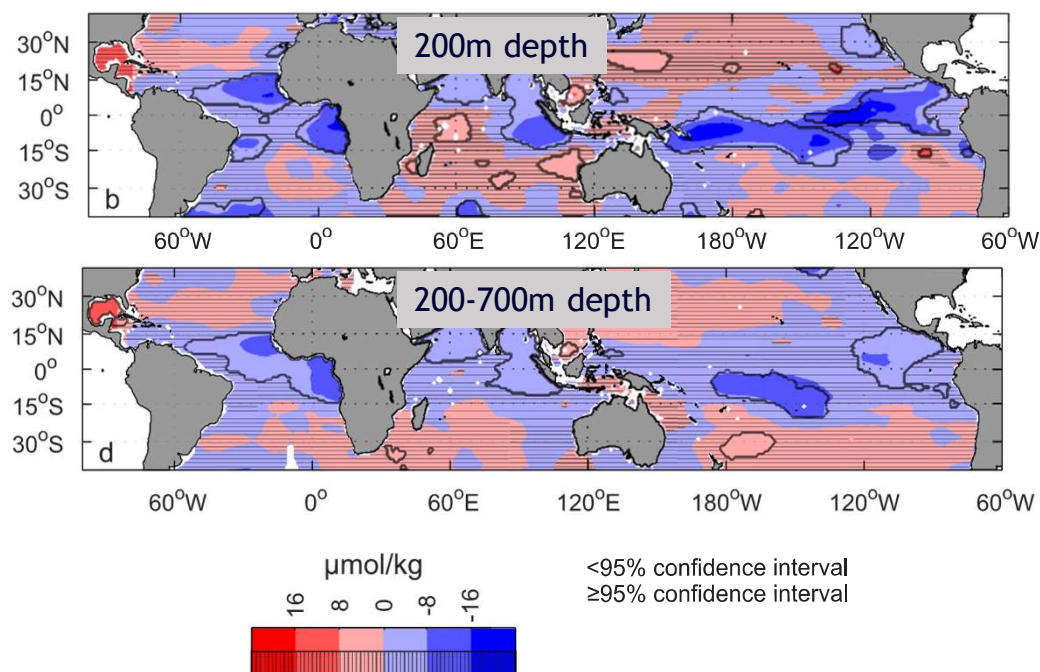 200m depth
30°N
15°N
0°
15°S
30°S
b
60°W 0° 60°E 120°E 180°W 120°W 60°W
200-700m depth
30°N
15°N
0°
15°S
30°S
d
60°W 0° 60°E 120°E 180°W 120°W 60°W
μmol/kg
16 8 0 -8 -16
<95% confidence interval
≥95% confidence interval